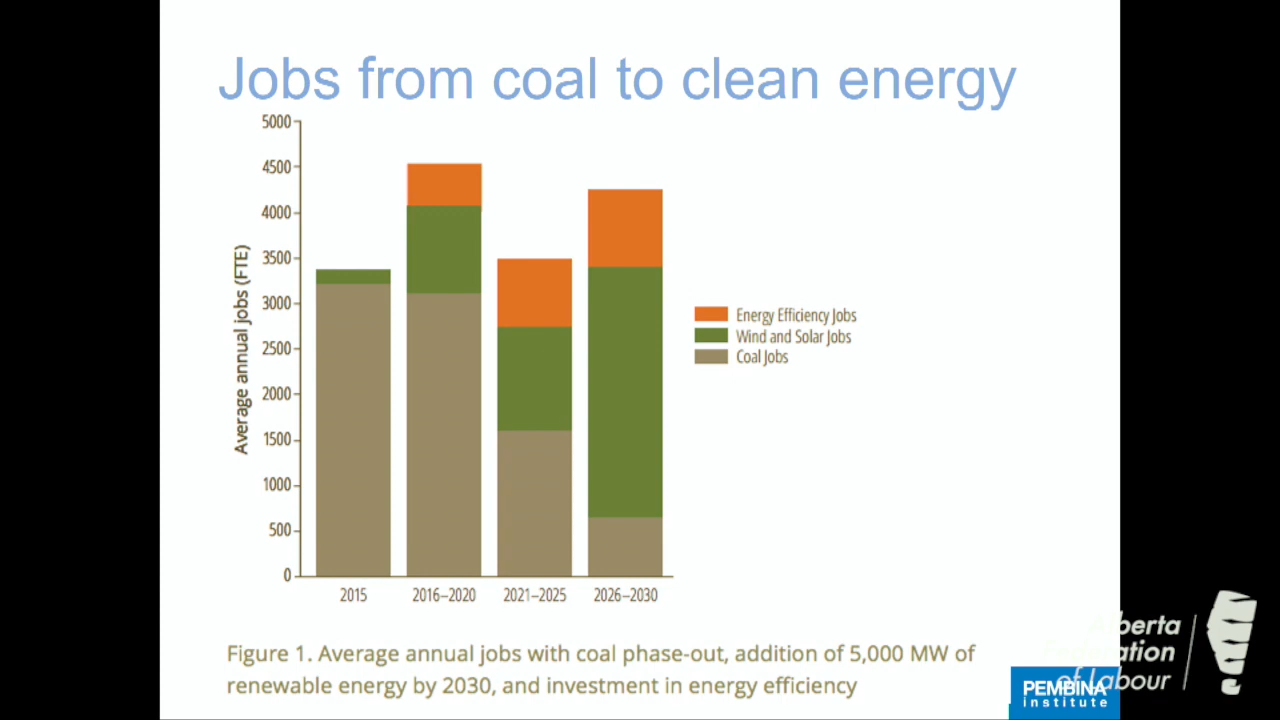 Jobs from coal to clean energy
5000
4500
4000
3500
3000
2500
2000
1500
1000
500
0
Average annual jobs (FTE)
2015
2016–2020
2021–2025
2026–2030
Energy Efficiency Jobs
Wind and Solar Jobs
Coal Jobs
Figure 1. Average annual jobs with coal phase-out, addition of 5,000 MW of
renewable energy by 2030, and investment in energy efficiency
PEMBINA
institute
Alberta
Federation
of Labour